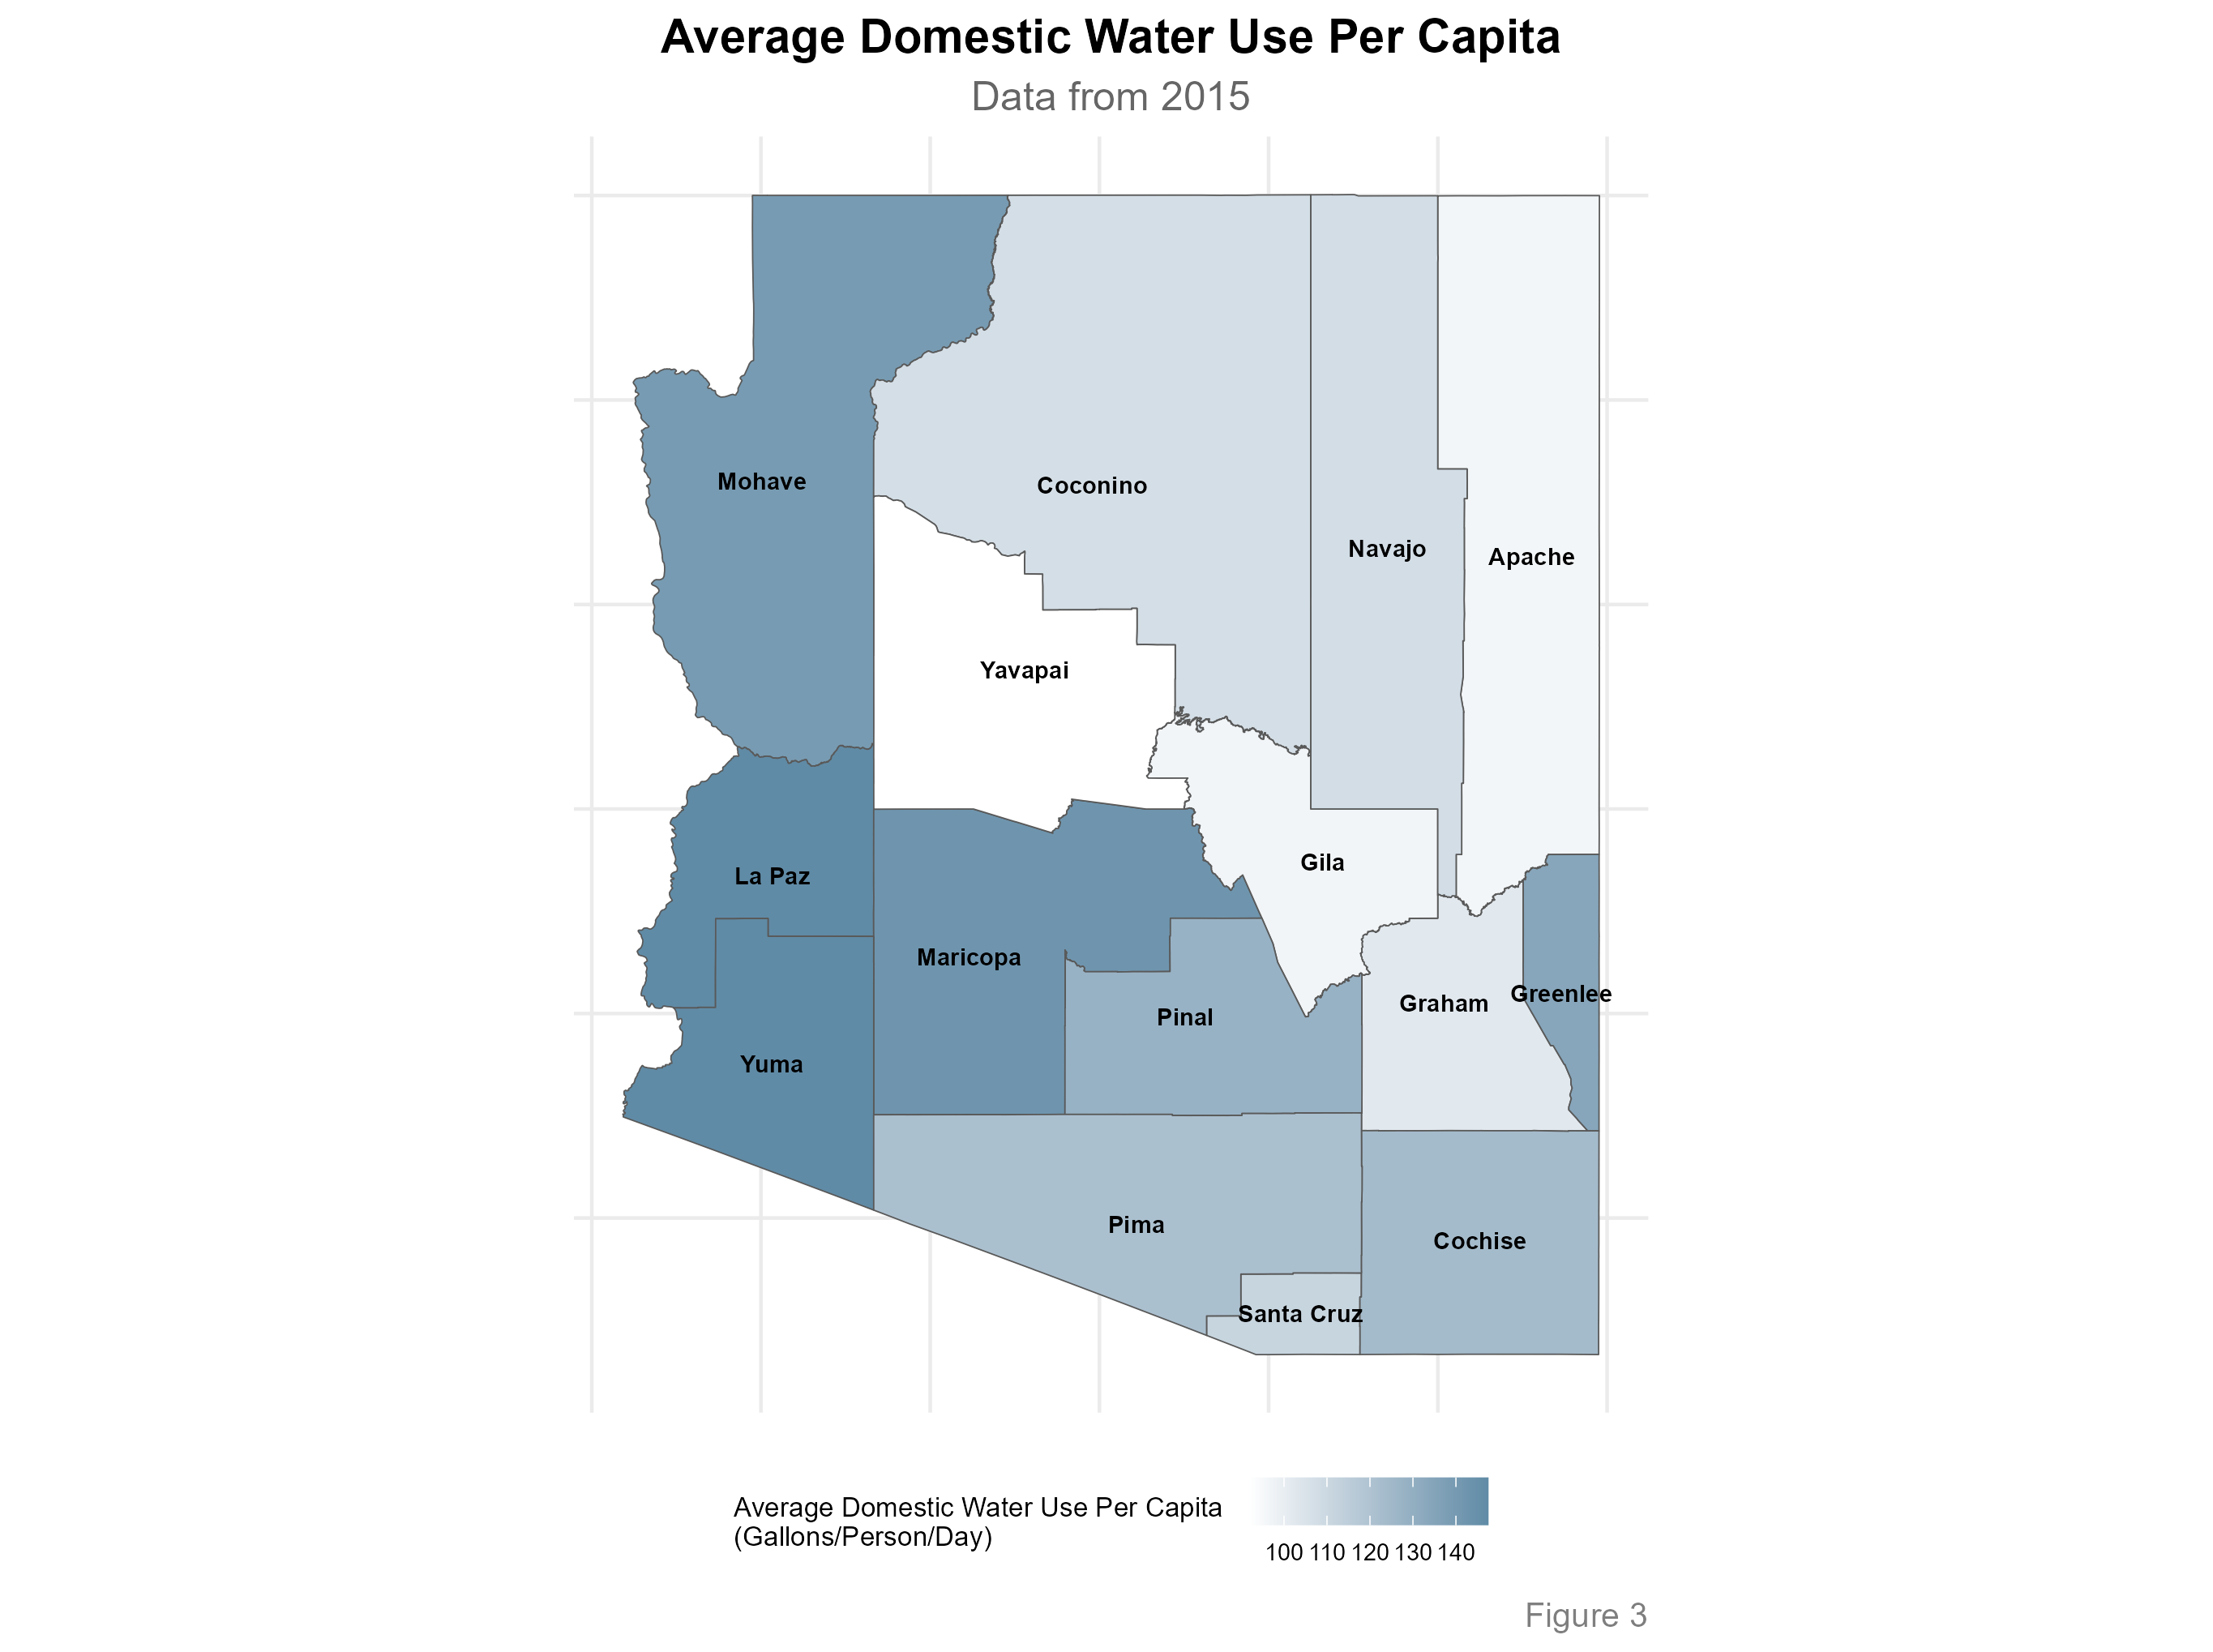 Average Domestic Water Use Per Capita
Data from 2015
Mohave
Coconino
Navajo
Apache
Yavapai
Gila
La Paz
Maricopa
Greenlee
Graham
Pinal
Yuma
Pima
Cochise
Santa Cruz
Average Domestic Water Use Per Capita
(Gallons/Person/Day)
100 110 120 130 140
Figure 3